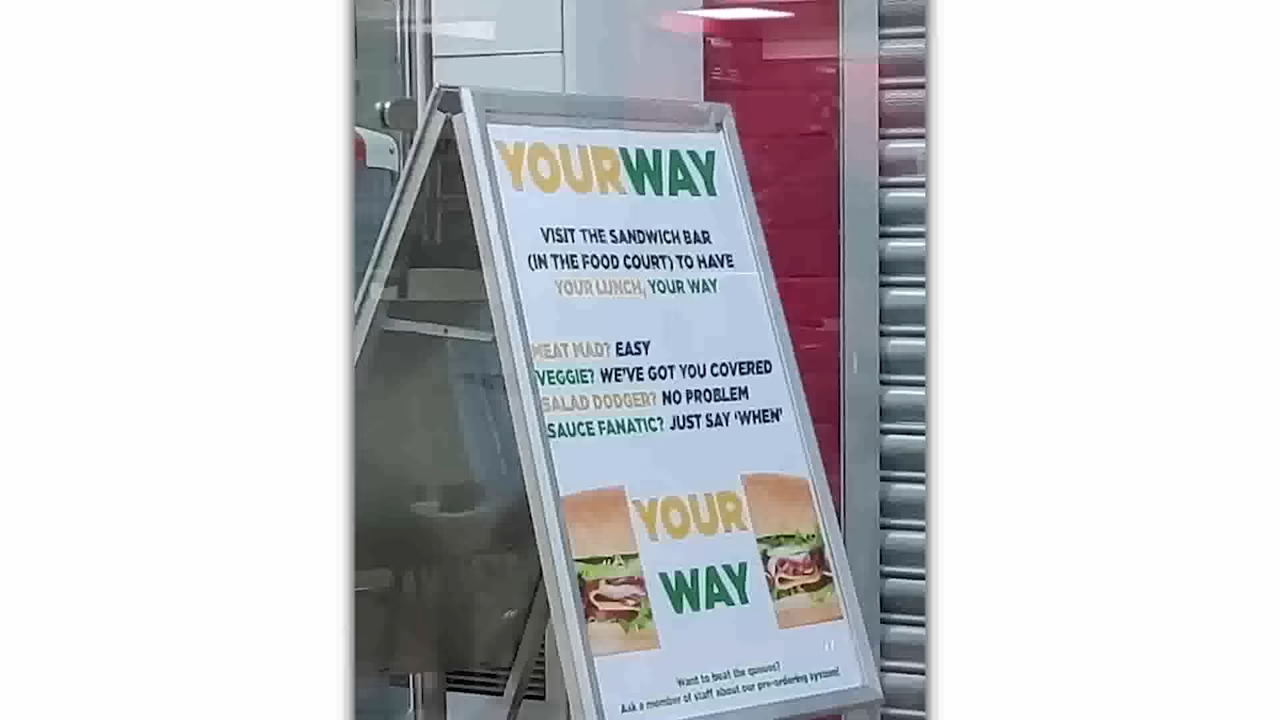 YOURWAY
VISIT THE SANDWICH BAR
(IN THE FOOD COURT) TO HAVE
YOUR LUNCH, YOUR WAY
MEAT MAD? EASY
VEGGIE? WE'VE GOT YOU COVERED
SALAD DODGER? NO PROBLEM
SAUCE FANATIC? JUST SAY 'WHEN'
YOUR
WAY
Want to beat the queues?
Ask a member of staff about our pre-ordering system!